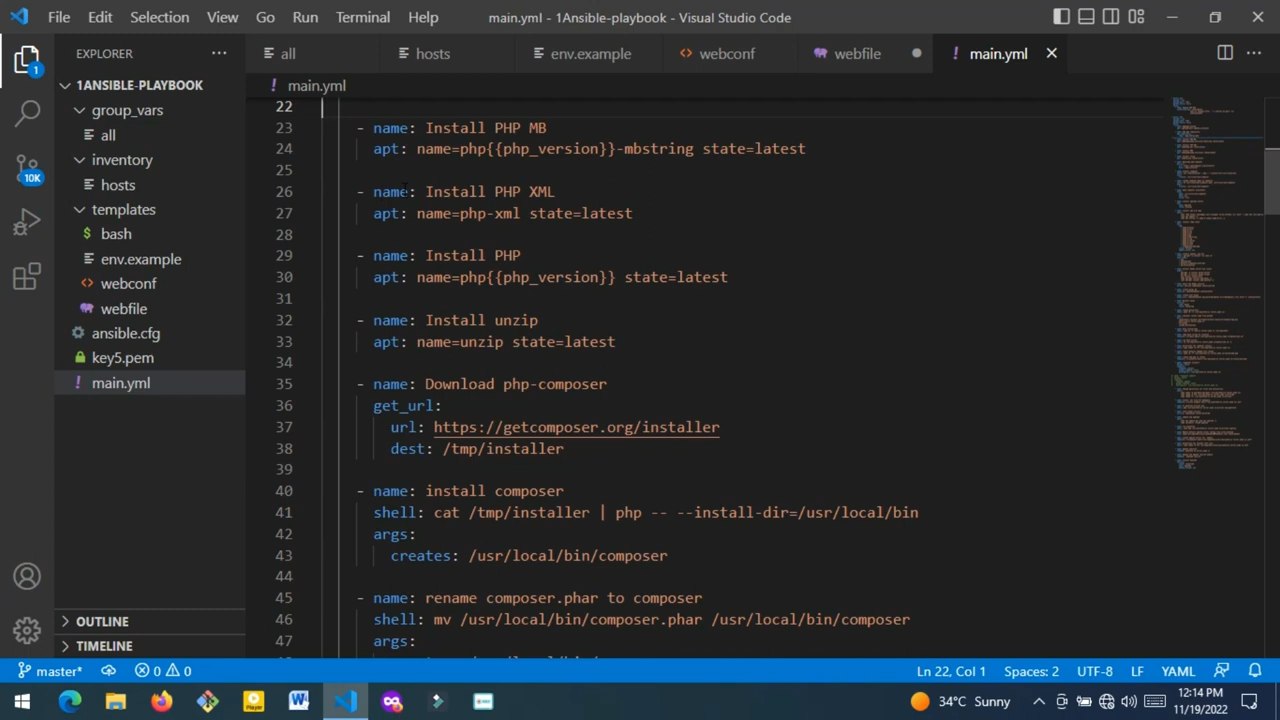 File Edit Selection View Go Run Terminal Help
main.yml - 1Ansible-playbook - Visual Studio Code
EXPLORER
1
10K
1ANSIBLE-PLAYBOOK
group_vars
all
inventory
hosts
templates
bash
env.example
webconf
webfile
ansible.cfg
key5.pem
main.yml
OUTLINE
TIMELINE
all hosts env.example webconf webfile main.yml
main.yml
22
23 - name: Install PHP MB
24 apt: name=php{{php_version}}-mbstring state=latest
25
26 - name: Install PHP XML
27 apt: name=php-xml state=latest
28
29 - name: Install PHP
30 apt: name=php{{php_version}} state=latest
31
32 - name: Install unzip
33 apt: name=unzip state=latest
34
35 - name: Download php-composer
36 get_url:
37 url: https://getcomposer.org/installer
38 dest: /tmp/installer
39
40 - name: install composer
41 shell: cat /tmp/installer | php -- --install-dir=/usr/local/bin
42 args:
43 creates: /usr/local/bin/composer
44
45 - name: rename composer.phar to composer
46 shell: mv /usr/local/bin/composer.phar /usr/local/bin/composer
47 args:
master* 0 0 Ln 22, Col 1 Spaces: 2 UTF-8 LF YAML
34°C Sunny 12:14 PM
11/19/2022